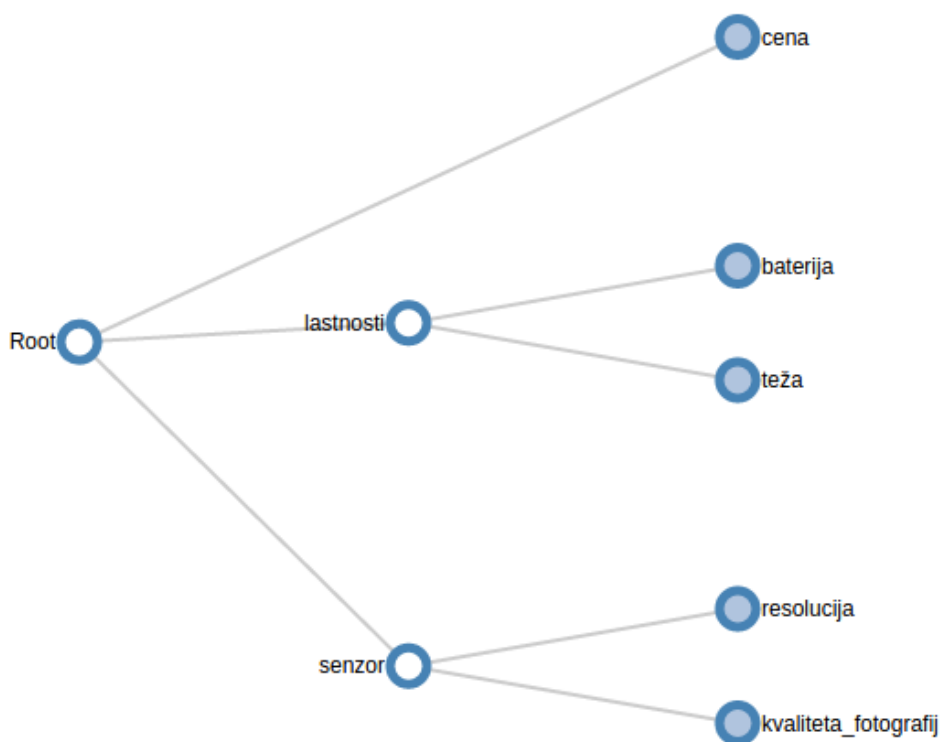 cena
baterija
Root
lastnosti
teža
resolucija
senzor
kvaliteta_fotografij